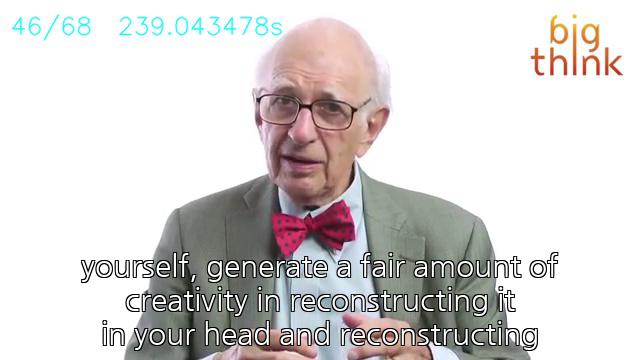 46/68 239.043478s
big
think
yourself, generate a fair amount of
creativity in reconstructing it
in your head and reconstructing